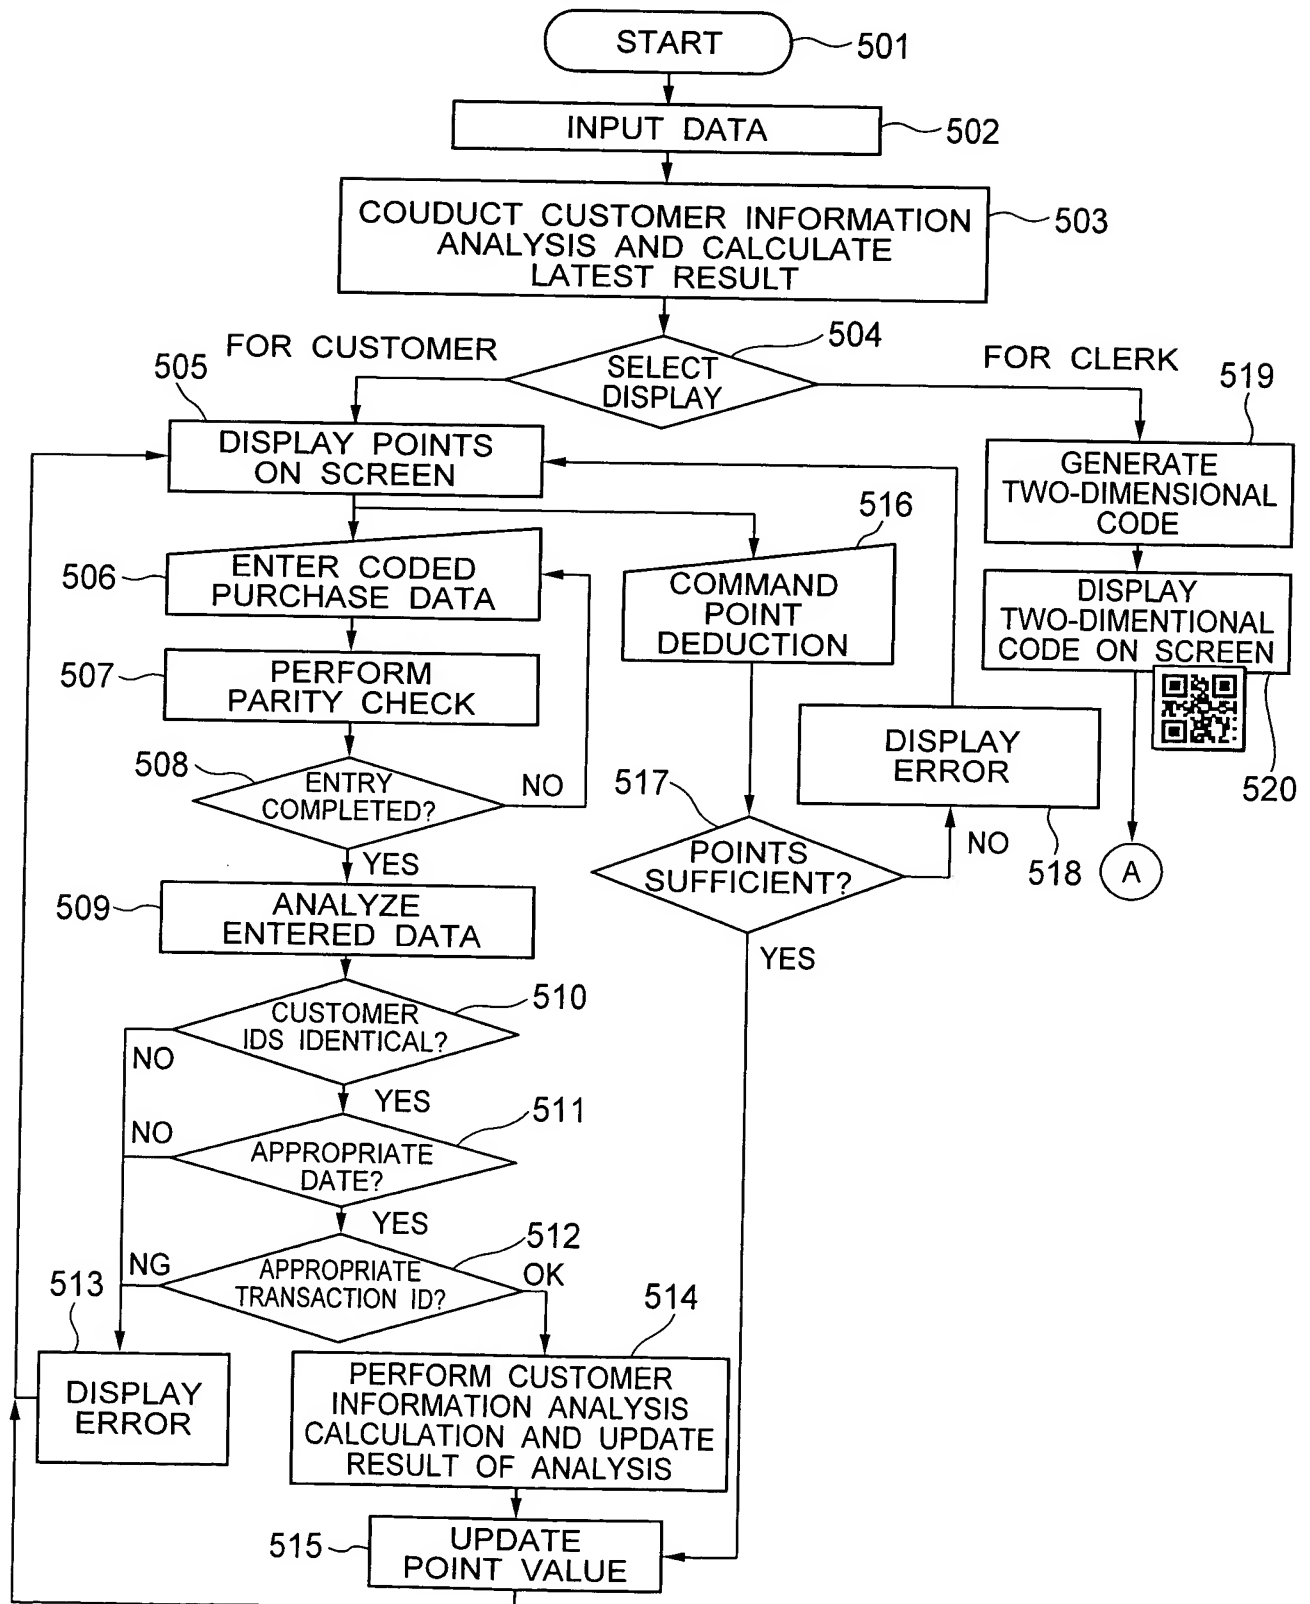 START
501
INPUT DATA
502
COUDUCT CUSTOMER INFORMATION
ANALYSIS AND CALCULATE
LATEST RESULT
503
FOR CUSTOMER
504
SELECT
DISPLAY
FOR CLERK
505
519
DISPLAY POINTS
ON SCREEN
GENERATE
TWO-DIMENSIONAL
CODE
516
506
ENTER CODED
PURCHASE DATA
COMMAND
POINT
DEDUCTION
DISPLAY
TWO-DIMENTIONAL
CODE ON SCREEN
520
507
PERFORM
PARITY CHECK
508
ENTRY
COMPLETED?
NO
YES
517
POINTS
SUFFICIENT?
NO
YES
DISPLAY
ERROR
518
A
509
ANALYZE
ENTERED DATA
510
CUSTOMER
IDS IDENTICAL?
NO
YES
511
APPROPRIATE
DATE?
NO
YES
512
APPROPRIATE
TRANSACTION ID?
NG
OK
513
DISPLAY
ERROR
514
PERFORM CUSTOMER
INFORMATION ANALYSIS
CALCULATION AND UPDATE
RESULT OF ANALYSIS
515
UPDATE
POINT VALUE